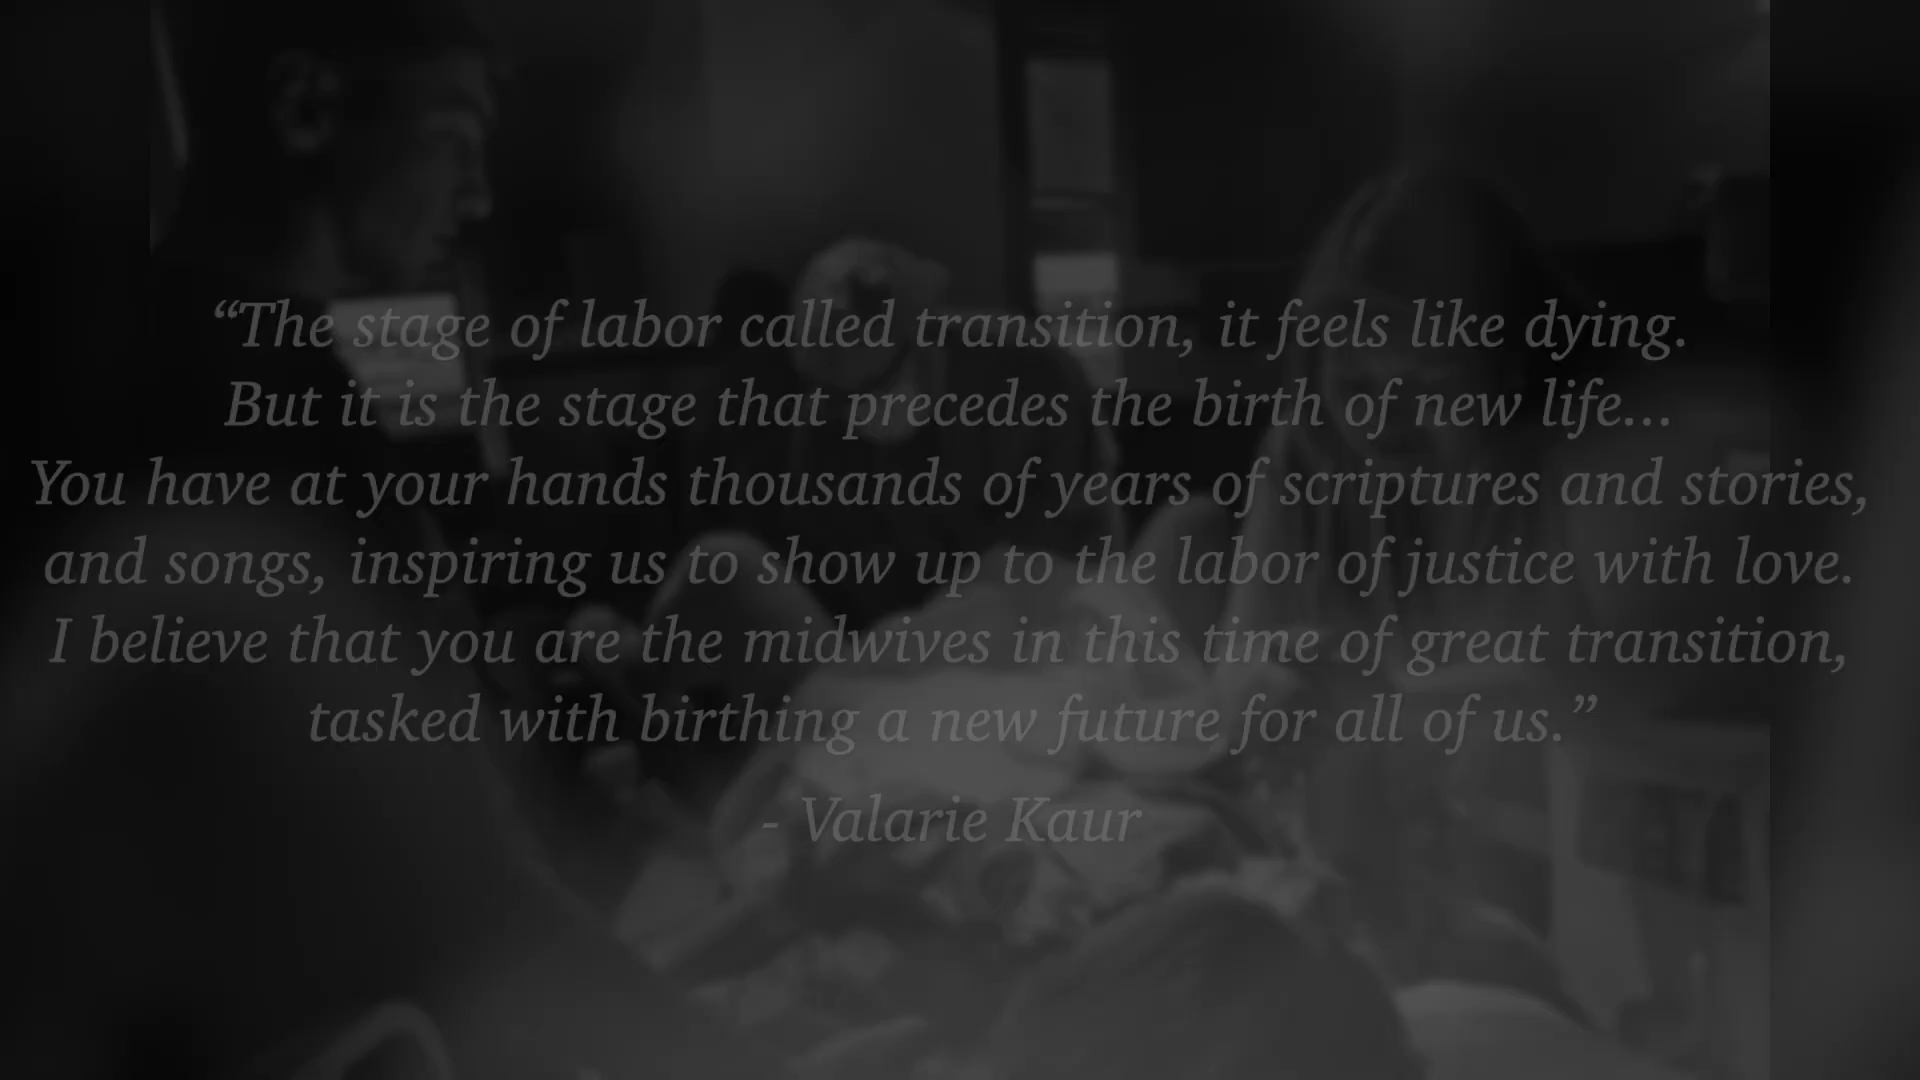 “The stage of labor called transition, it feels like dying.
But it is the stage that precedes the birth of new life...
You have at your hands thousands of years of scriptures and stories,
and songs, inspiring us to show up to the labor of justice with love.
I believe that you are the midwives in this time of great transition,
tasked with birthing a new future for all of us.”
- Valarie Kaur